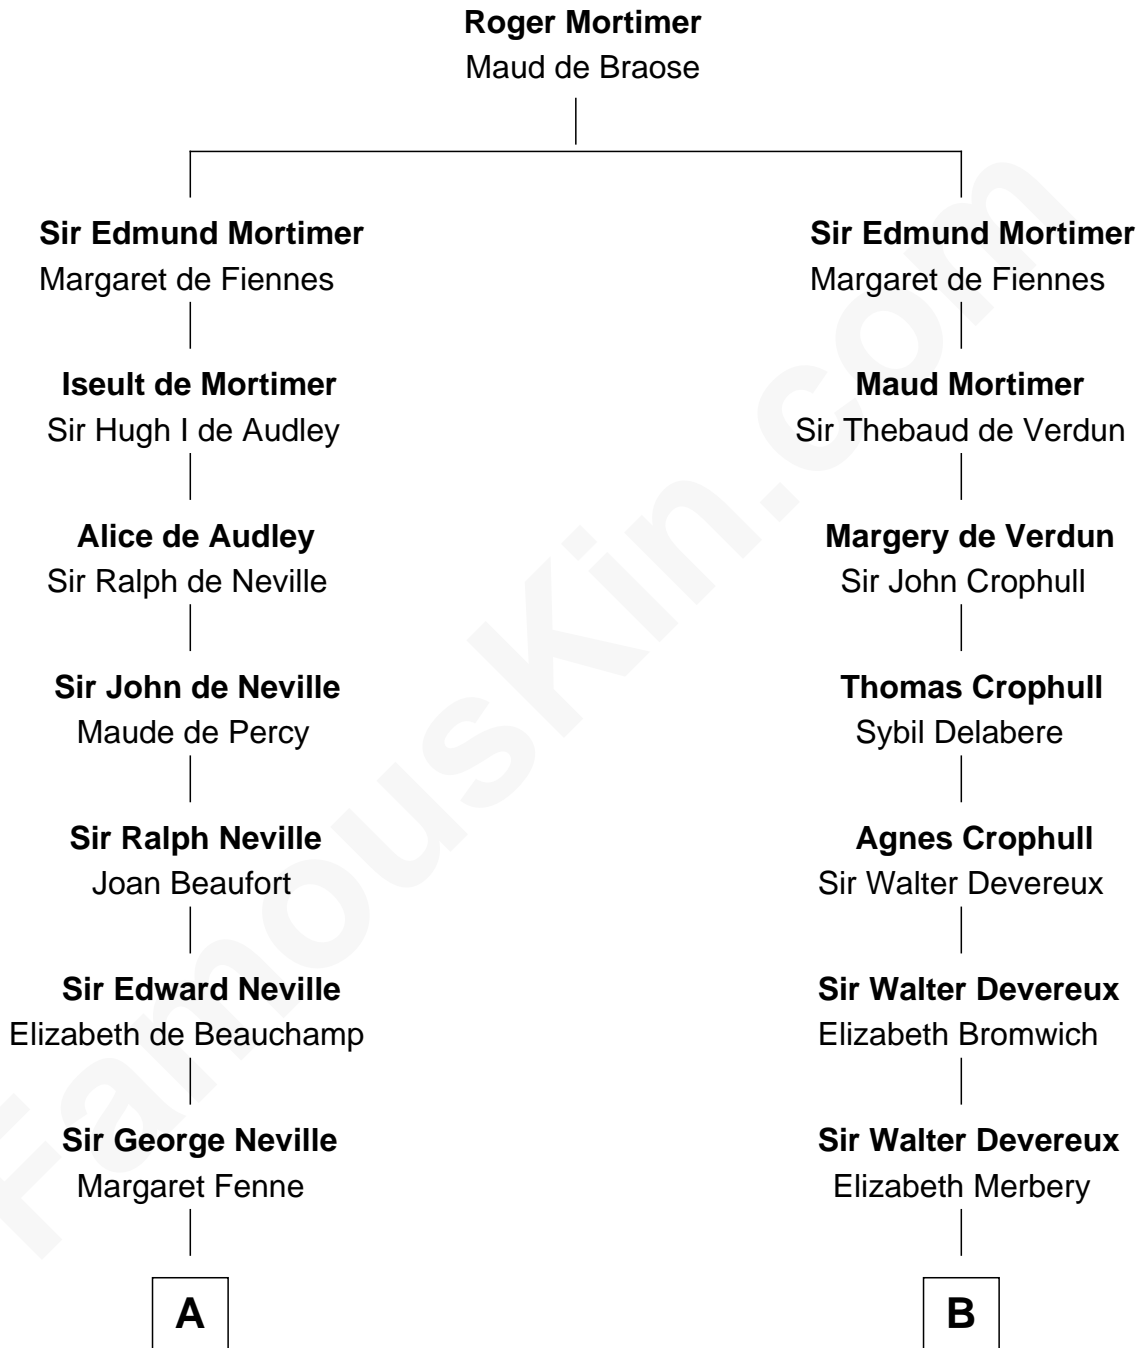 Roger Mortimer
Maud de Braose
Sir Edmund Mortimer
Margaret de Fiennes
Iseult de Mortimer
Sir Hugh I de Audley
Alice de Audley
Sir Ralph de Neville
Sir John de Neville
Maude de Percy
Sir Ralph Neville
Joan Beaufort
Sir Edward Neville
Elizabeth de Beauchamp
Sir George Neville
Margaret Fenne
A
Sir Edmund Mortimer
Margaret de Fiennes
Maud Mortimer
Sir Thebaud de Verdun
Margery de Verdun
Sir John Crophull
Thomas Crophull
Sybil Delabere
Agnes Crophull
Sir Walter Devereux
Sir Walter Devereux
Elizabeth Bromwich
Sir Walter Devereux
Elizabeth Merbery
B
FamousKin.com